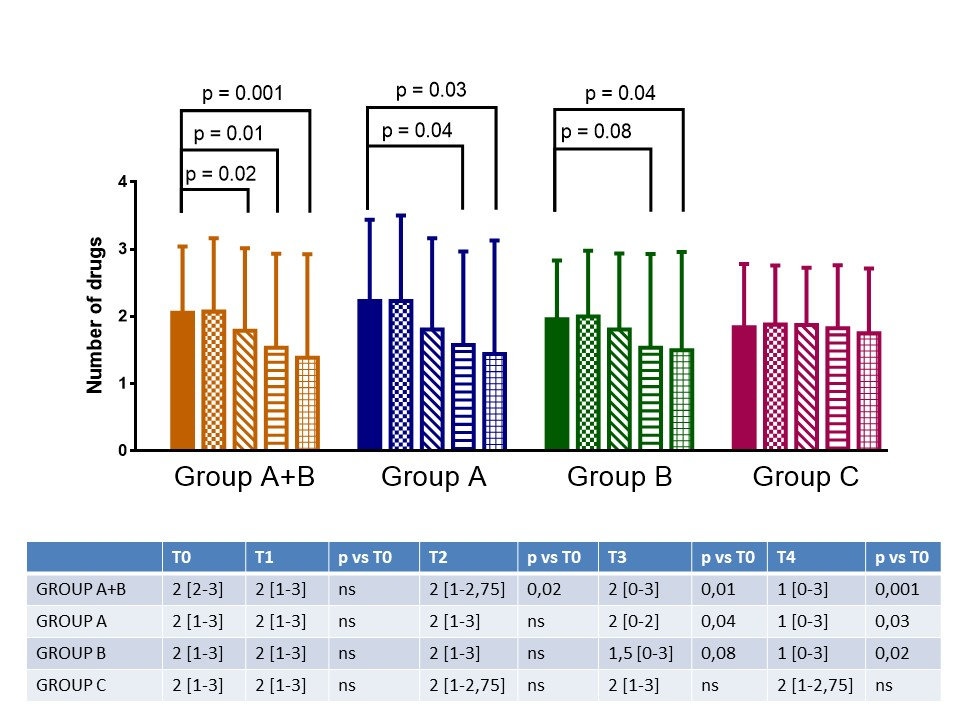 p = 0.001
p = 0.03
p = 0.04
p = 0.01
p = 0.04
p = 0.08
p = 0.02
4
3
2
1
0
Number of drugs
Group A+B
Group A
Group B
Group C
T0 T1 p vs T0 T2 p vs T0 T3 p vs T0 T4 p vs T0
GROUP A+B 2 [2-3] 2 [1-3] ns 2 [1-2,75] 0,02 2 [0-3] 0,01 1 [0-3] 0,001
GROUP A 2 [1-3] 2 [1-3] ns 2 [1-3] ns 2 [0-2] 0,04 1 [0-3] 0,03
GROUP B 2 [1-3] 2 [1-3] ns 2 [1-3] ns 1,5 [0-3] 0,08 1 [0-3] 0,02
GROUP C 2 [1-3] 2 [1-3] ns 2 [1-2,75] ns 2 [1-3] ns 2 [1-2,75] ns